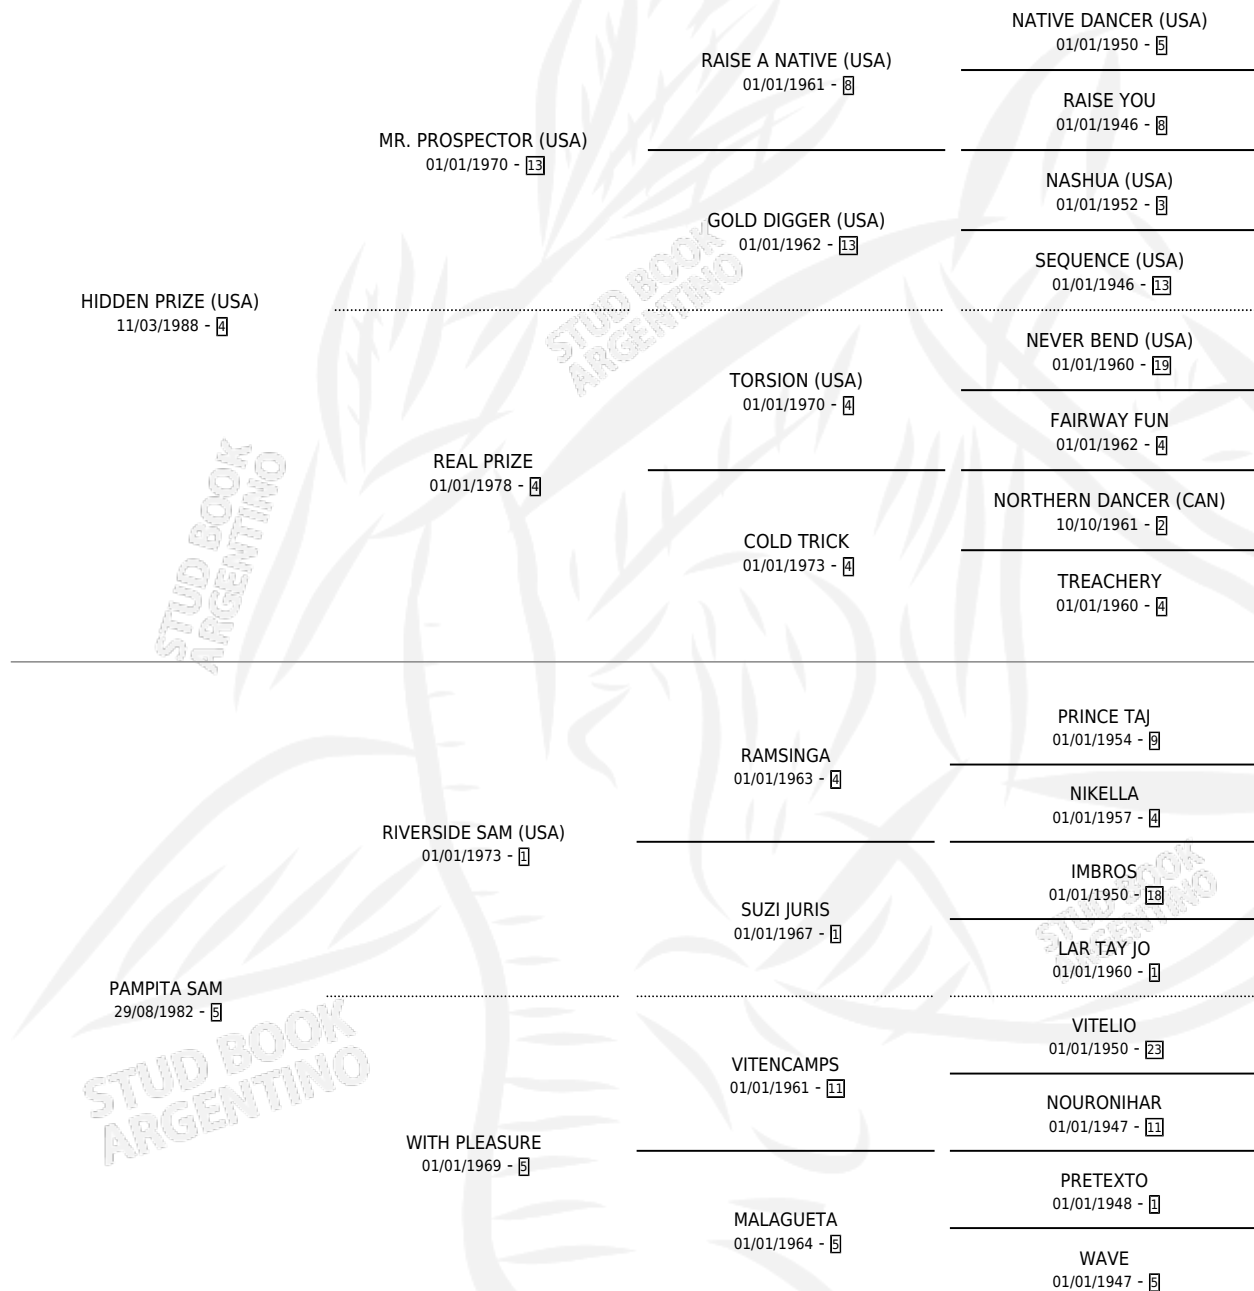 NATIVE DANCER (USA)
01/01/1950 - 5
RAISE A NATIVE (USA)
01/01/1961 - 8
RAISE YOU
01/01/1946 - 8
MR. PROSPECTOR (USA)
01/01/1970 - 13
NASHUA (USA)
01/01/1952 - 3
GOLD DIGGER (USA)
01/01/1962 - 13
SEQUENCE (USA)
01/01/1946 - 13
HIDDEN PRIZE (USA)
11/03/1988 - 4
STUD BOOK
ARGENTINO
NEVER BEND (USA)
01/01/1960 - 19
TORSION (USA)
01/01/1970 - 4
FAIRWAY FUN
01/01/1962 - 4
REAL PRIZE
01/01/1978 - 4
NORTHERN DANCER (CAN)
10/10/1961 - 2
COLD TRICK
01/01/1973 - 4
TREACHERY
01/01/1960 - 4
STUD BOOK
ARGENTINO
PRINCE TAJ
01/01/1954 - 9
RAMSINGA
01/01/1963 - 4
NIKELLA
01/01/1957 - 4
RIVERSIDE SAM (USA)
01/01/1973 - 1
IMBROS
01/01/1950 - 18
SUZI JURIS
01/01/1967 - 1
LAR TAY JO
01/01/1960 - 1
STUD BOOK
ARGENTINO
PAMPITA SAM
29/08/1982 - 5
VITELIO
01/01/1950 - 23
VITENCAMPS
01/01/1961 - 11
NOURONIHAR
01/01/1947 - 11
STUD BOOK
ARGENTINO
WITH PLEASURE
01/01/1969 - 5
PRETEXTO
01/01/1948 - 1
MALAGUETA
01/01/1964 - 5
WAVE
01/01/1947 - 5